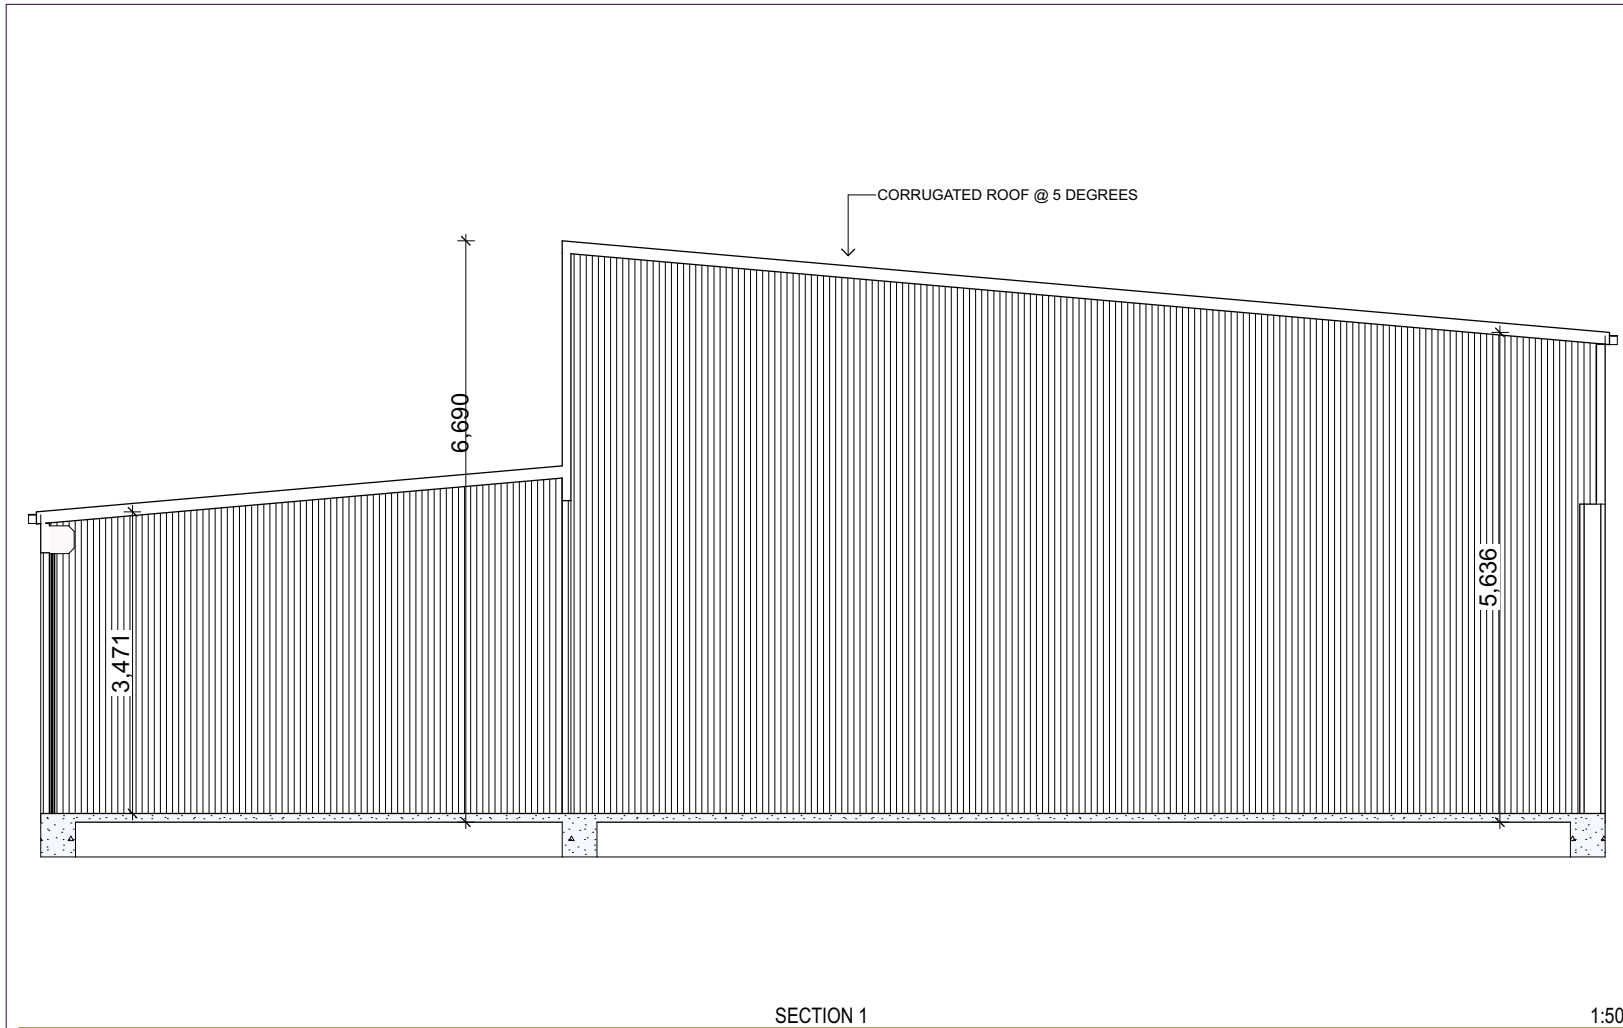 CORRUGATED ROOF @ 5 DEGREES
6,690
5,636
3,471
SECTION 1
1:50